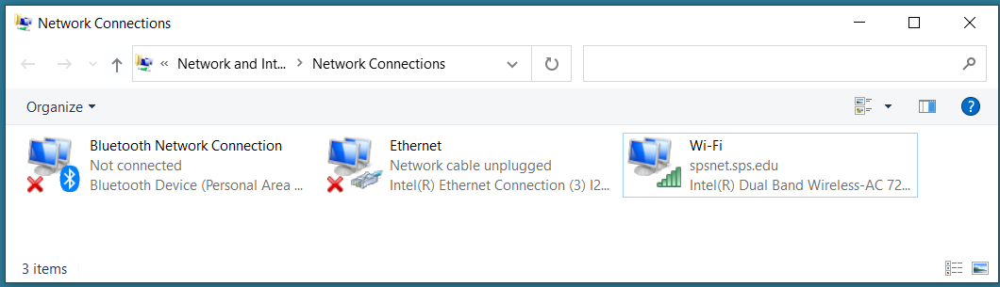 Network Connections
« Network and Int... > Network Connections
Organize
Bluetooth Network Connection
Not connected
Bluetooth Device (Personal Area ...
Ethernet
Network cable unplugged
Intel(R) Ethernet Connection (3) I2...
Wi-Fi
spsnet.sps.edu
Intel(R) Dual Band Wireless-AC 72...
3 items